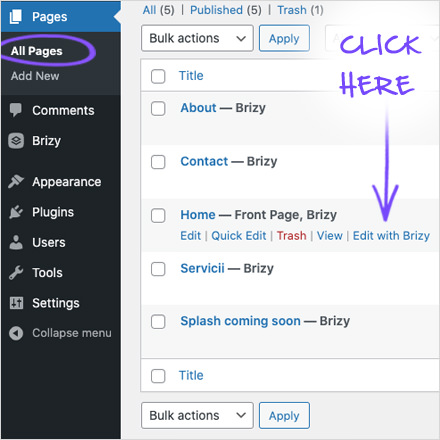 Pages
All Pages
Add New
Comments
Brizy
Appearance
Plugins
Users
Tools
Settings
Collapse menu
All (5) | Published (5) | Trash (1)
Bulk actions Apply
CLICK
HERE
Title
About — Brizy
Contact — Brizy
Home — Front Page, Brizy
Edit | Quick Edit | Trash | View | Edit with Brizy
Servicii — Brizy
Splash coming soon — Brizy
Title
Bulk actions Apply